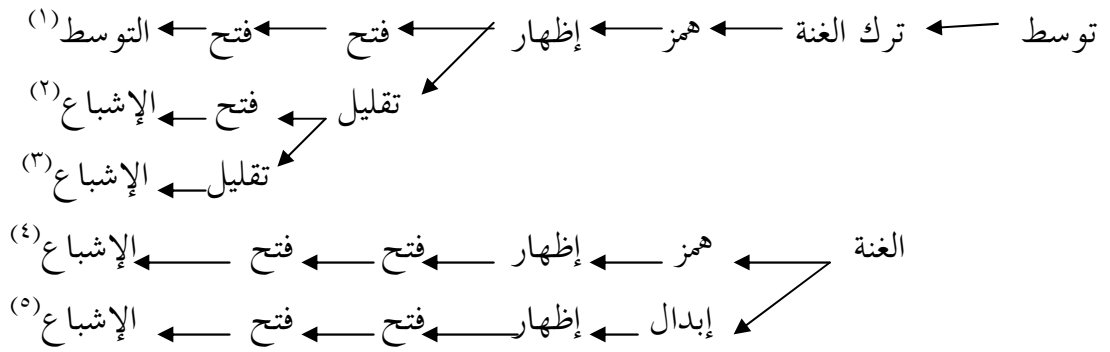 توسط ترك الغنة همز إظهار فتح فتح التوسط(١)
تقليل فتح الإشباع(٢)
تقليل الإشباع(٣)
الغنة همز إظهار فتح فتح الإشباع(٤)
إبدال إظهار فتح فتح الإشباع(٥)